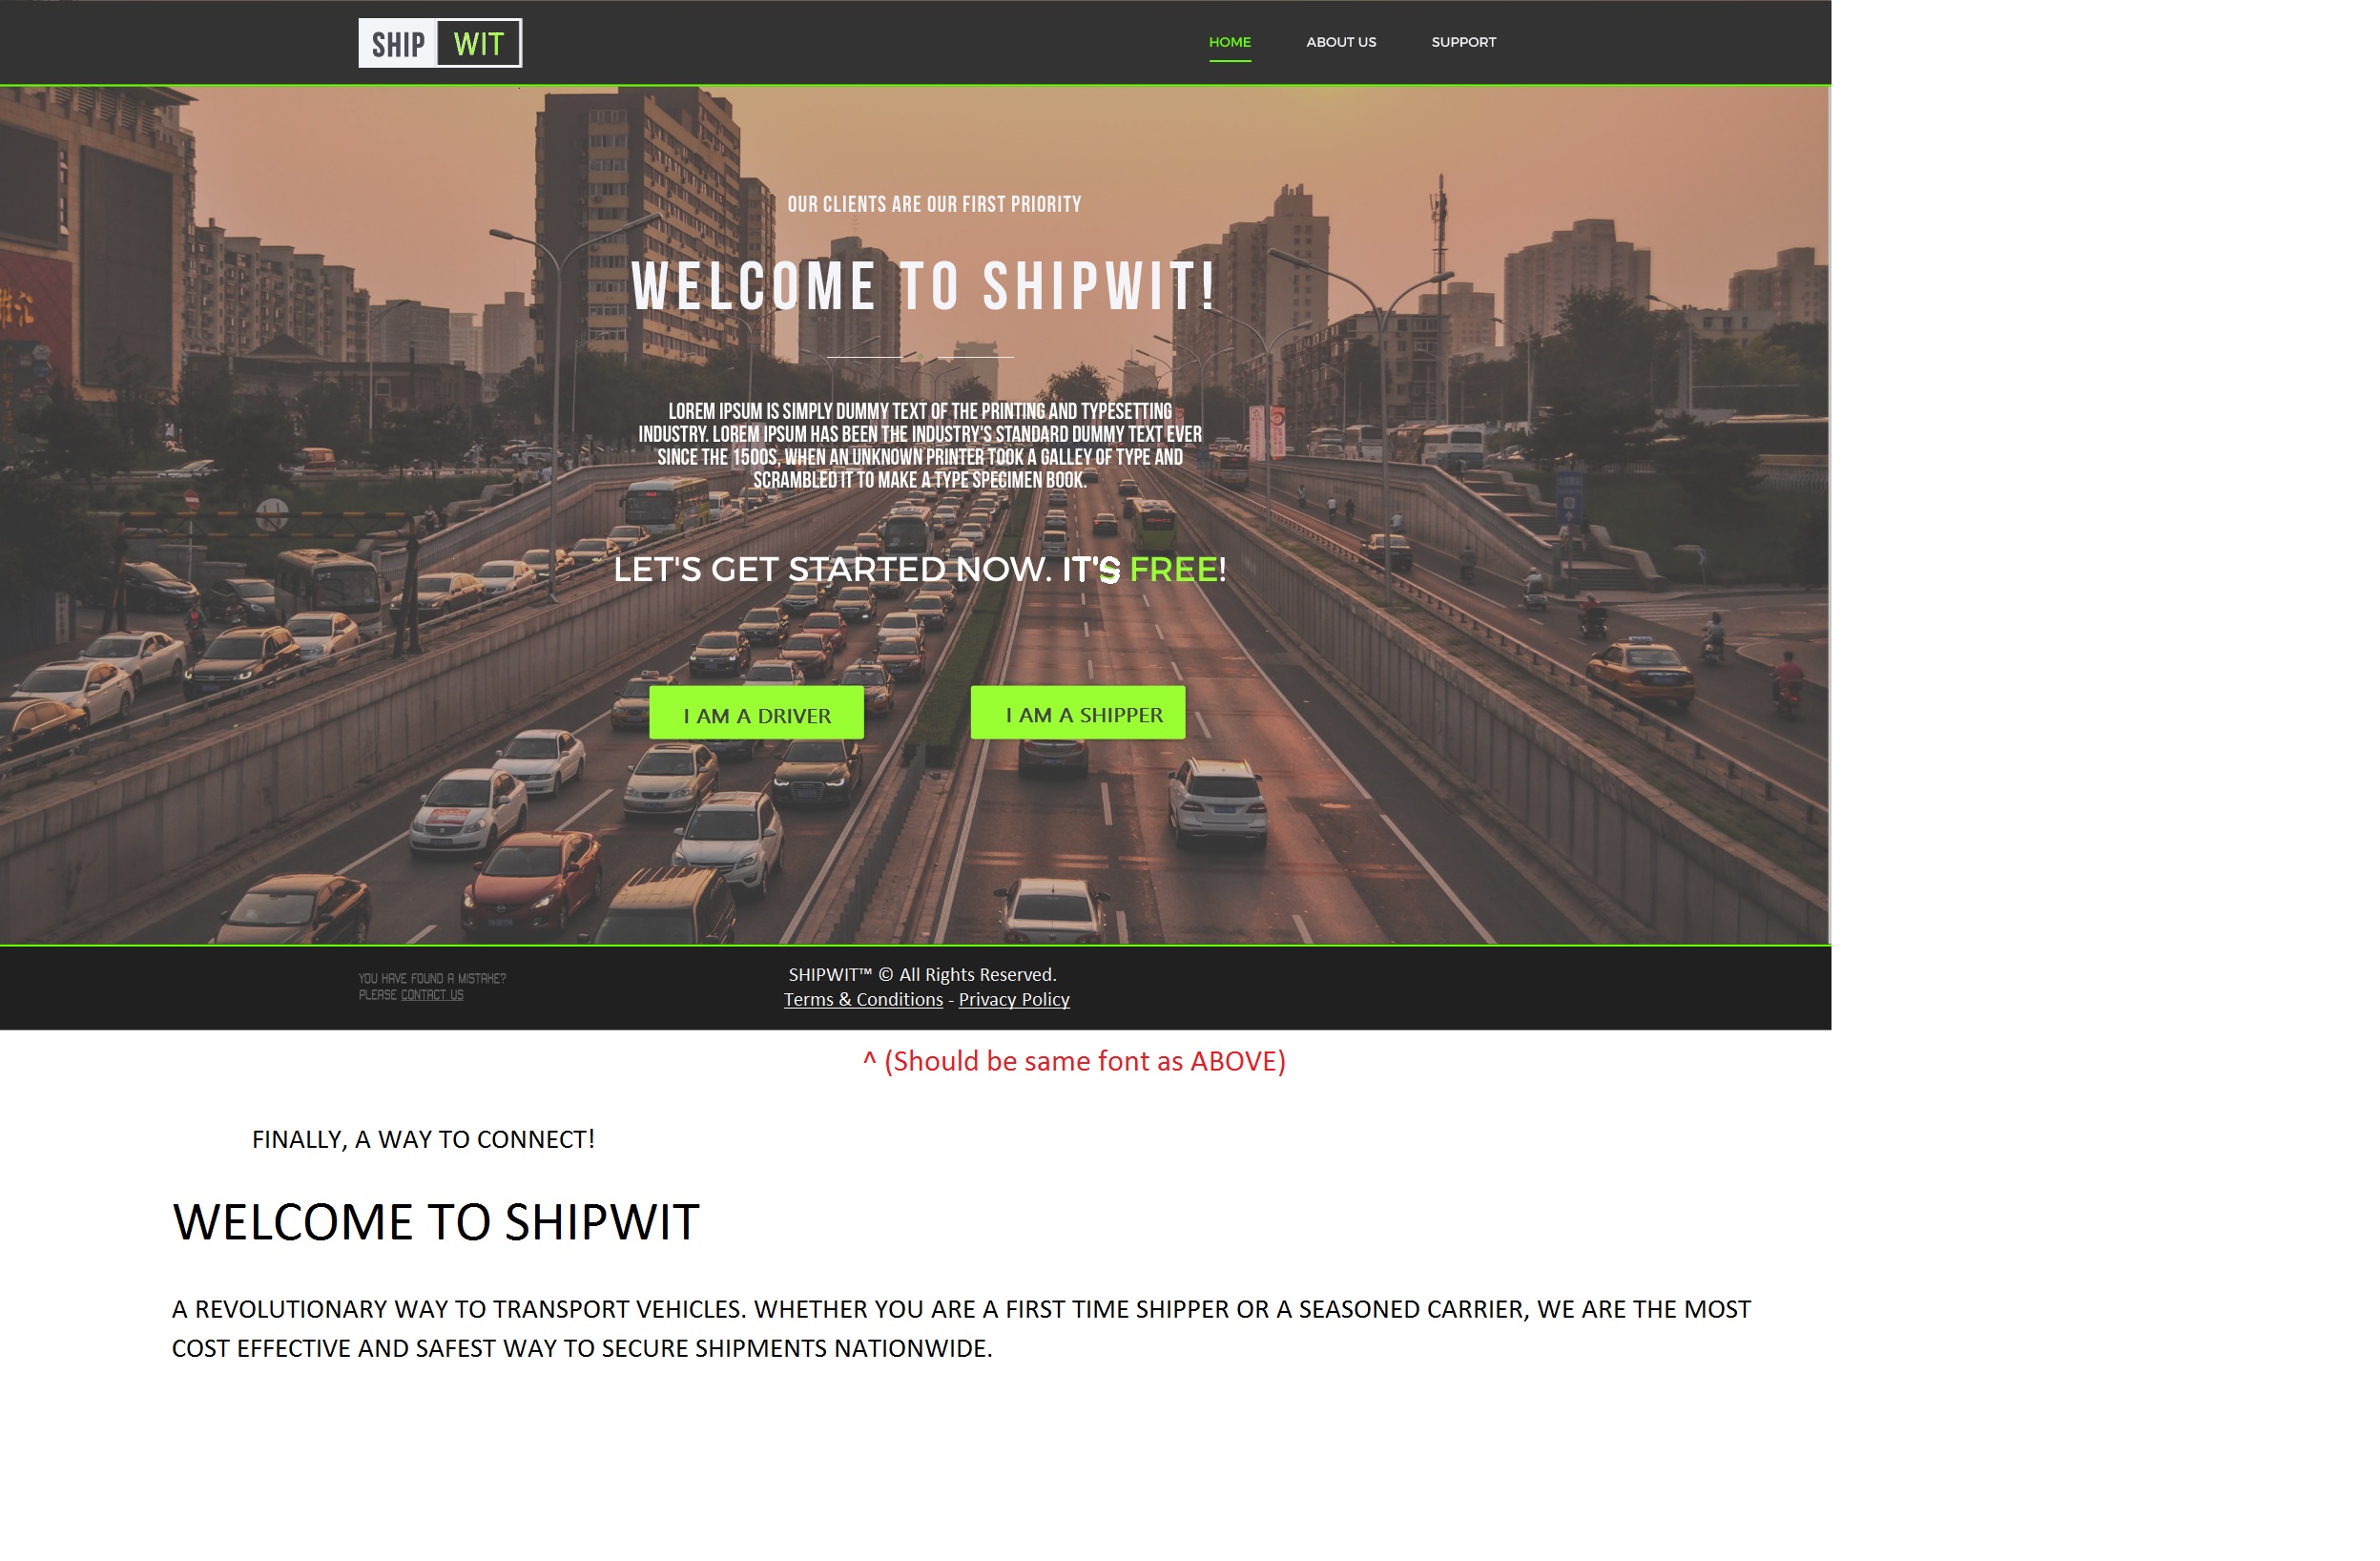 SHIP WIT
HOME ABOUT US SUPPORT
OUR CLIENTS ARE OUR FIRST PRIORITY
WELCOME TO SHIPWIT!
LOREM IPSUM IS SIMPLY DUMMY TEXT OF THE PRINTING AND TYPESETTING
INDUSTRY. LOREM IPSUM HAS BEEN THE INDUSTRY'S STANDARD DUMMY TEXT EVER
SINCE THE 1500S, WHEN AN UNKNOWN PRINTER TOOK A GALLEY OF TYPE AND
SCRAMBLED IT TO MAKE A TYPE SPECIMEN BOOK.
LET'S GET STARTED NOW. IT'S FREE!
I AM A DRIVER
I AM A SHIPPER
YOU HAVE FOUND A MISTAKE?
PLEASE CONTACT US
SHIPWIT™ © All Rights Reserved.
Terms & Conditions - Privacy Policy
^ (Should be same font as ABOVE)
FINALLY, A WAY TO CONNECT!
WELCOME TO SHIPWIT
A REVOLUTIONARY WAY TO TRANSPORT VEHICLES. WHETHER YOU ARE A FIRST TIME SHIPPER OR A SEASONED CARRIER, WE ARE THE MOST
COST EFFECTIVE AND SAFEST WAY TO SECURE SHIPMENTS NATIONWIDE.